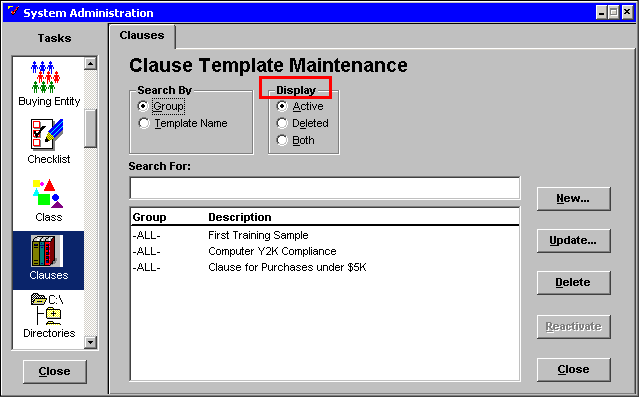 System Administration
Tasks
Buying Entity
Checklist
Class
Clauses
C:\
Directories
Close
Clauses
Clause Template Maintenance
Search By
Group
Template Name
Display
Active
Deleted
Both
Search For:
Group Description
-ALL- First Training Sample
-ALL- Computer Y2K Compliance
-ALL- Clause for Purchases under $5K
New...
Update...
Delete
Reactivate
Close